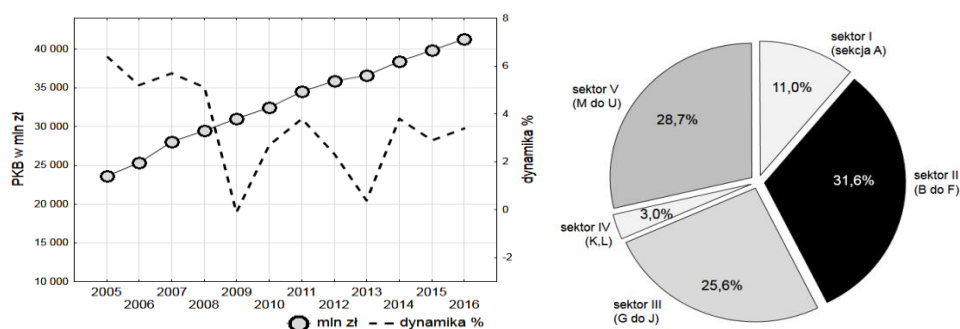 PKB w mln zł
40 000
35 000
30 000
25 000
20 000
15 000
10 000
8
6
4
2
0
-2
dynamika %
2005 2007 2009 2011 2013 2015
2006 2008 2010 2012 2014 2016
mln zł dynamika %
sektor I
(sekcja A)
11,0%
sektor II
(B do F)
31,6%
sektor III
(G do J)
25,6%
sektor IV
(K,L)
3,0%
sektor V
(M do U)
28,7%